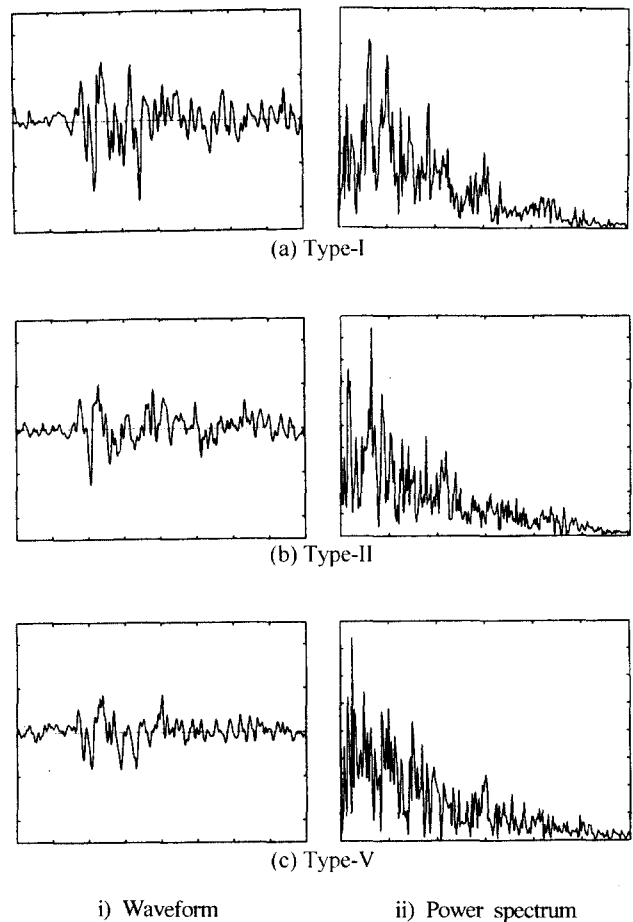 (a) Type-I
(b) Type-II
(c) Type-V
i) Waveform
ii) Power spectrum